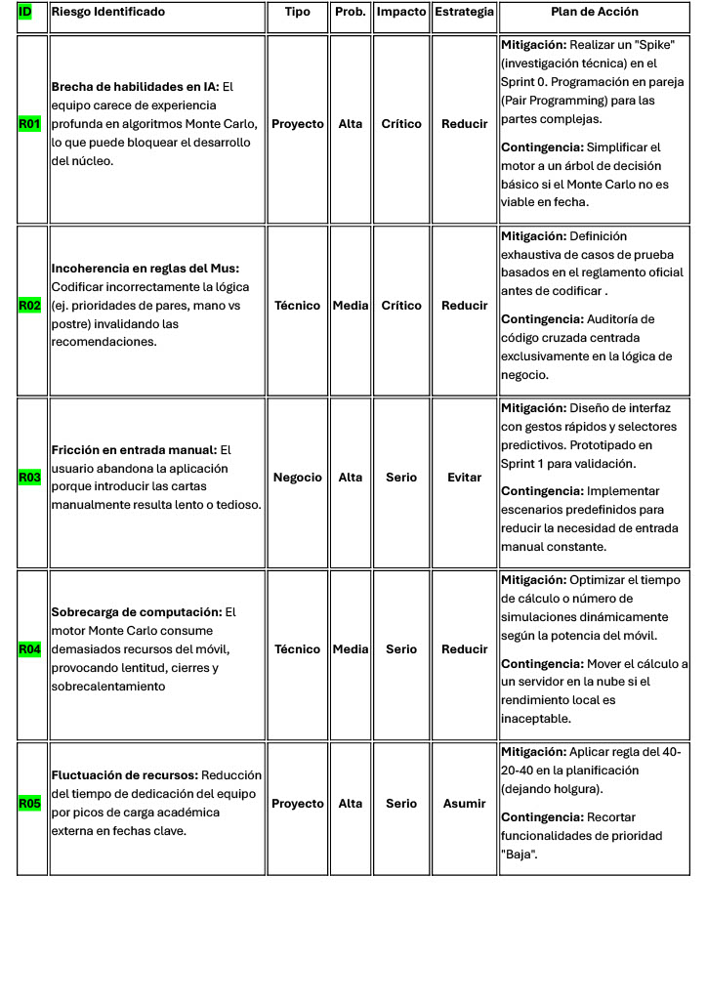 ID Riesgo Identificado Tipo Prob. Impacto Estrategia Plan de Acción
R01
Brecha de habilidades en IA: El
equipo carece de experiencia
profunda en algoritmos Monte Carlo,
lo que puede bloquear el desarrollo
del núcleo.
Proyecto
Alta
Crítico
Reducir
Mitigación: Realizar un "Spike"
(investigación técnica) en el
Sprint 0. Programación en pareja
(Pair Programming) para las
partes complejas.
Contingencia: Simplificar el
motor a un árbol de decisión
básico si el Monte Carlo no es
viable en fecha.
R02
Incoherencia en reglas del Mus:
Codificar incorrectamente la lógica
(ej. prioridades de pares, mano vs
postre) invalidando las
recomendaciones.
Técnico
Media
Crítico
Reducir
Mitigación: Definición
exhaustiva de casos de prueba
basados en el reglamento oficial
antes de codificar .
Contingencia: Auditoría de
código cruzada centrada
exclusivamente en la lógica de
negocio.
R03
Fricción en entrada manual: El
usuario abandona la aplicación
porque introducir las cartas
manualmente resulta lento o tedioso.
Negocio
Alta
Serio
Evitar
Mitigación: Diseño de interfaz
con gestos rápidos y selectores
predictivos. Prototipado en
Sprint 1 para validación.
Contingencia: Implementar
escenarios predefinidos para
reducir la necesidad de entrada
manual constante.
R04
Sobrecarga de computación: El
motor Monte Carlo consume
demasiados recursos del móvil,
provocando lentitud, cierres y
sobrecalentamiento
Técnico
Media
Serio
Reducir
Mitigación: Optimizar el tiempo
de cálculo o número de
simulaciones dinámicamente
según la potencia del móvil.
Contingencia: Mover el cálculo a
un servidor en la nube si el
rendimiento local es
inaceptable.
R05
Fluctuación de recursos: Reducción
del tiempo de dedicación del equipo
por picos de carga académica
externa en fechas clave.
Proyecto
Alta
Serio
Asumir
Mitigación: Aplicar regla del 40-
20-40 en la planificación
(dejando holgura).
Contingencia: Recortar
funcionalidades de prioridad
"Baja".